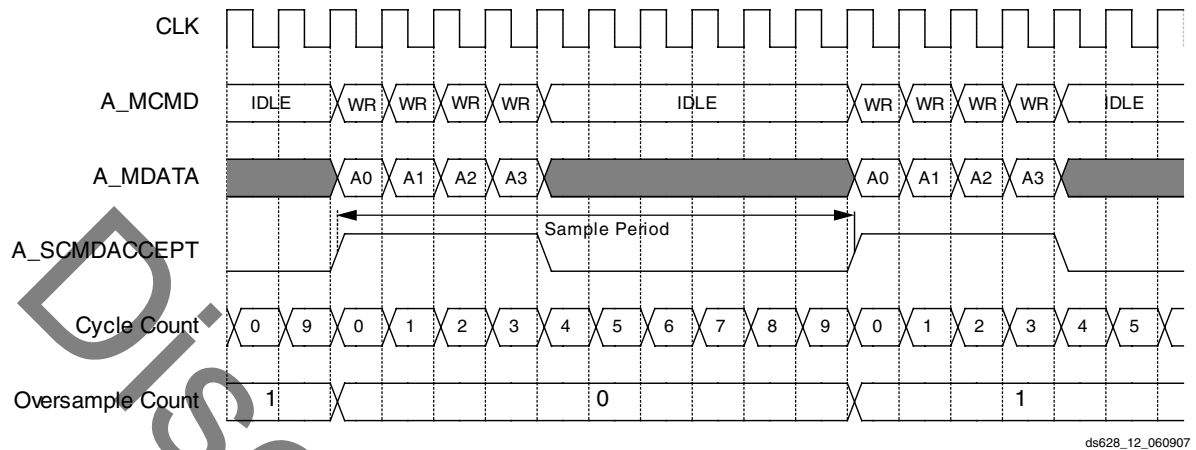 CLK
A_MCMD IDLE WR WR WR WR IDLE WR WR WR WR IDLE
A_MDATA A0 A1 A2 A3 A0 A1 A2 A3
Sample Period
A_SCMDACCEPT
Cycle Count 0 9 0 1 2 3 4 5 6 7 8 9 0 1 2 3 4 5
Oversample Count 1 0 1
ds628_12_060907
Dis